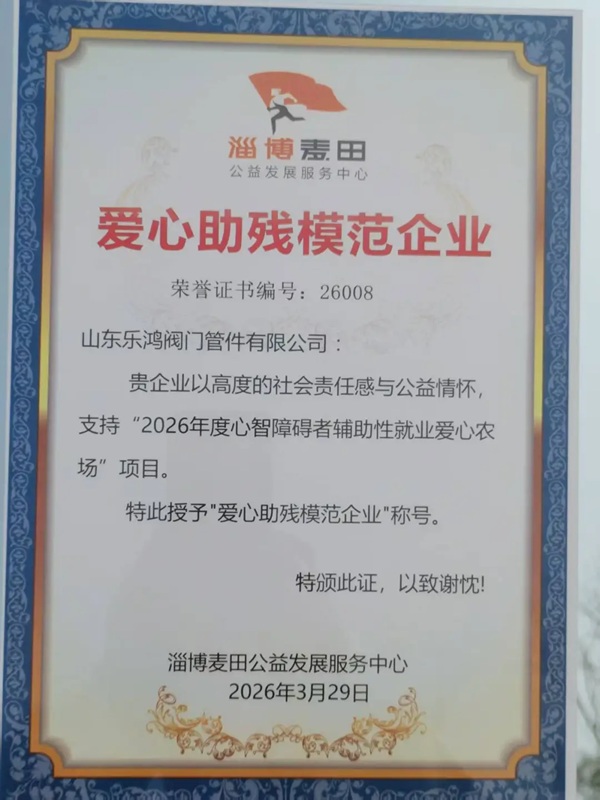 淄博麦田
公益发展服务中心
爱心助残模范企业
荣誉证书编号：26008
山东乐鸿阀门管件有限公司：
贵企业以高度的社会责任感与公益情怀，
支持“2026年度心智障碍者辅助性就业爱心农
场”项目。
特此授予"爱心助残模范企业"称号。
特颁此证，以致谢忱!
淄博麦田公益发展服务中心
2026年3月29日